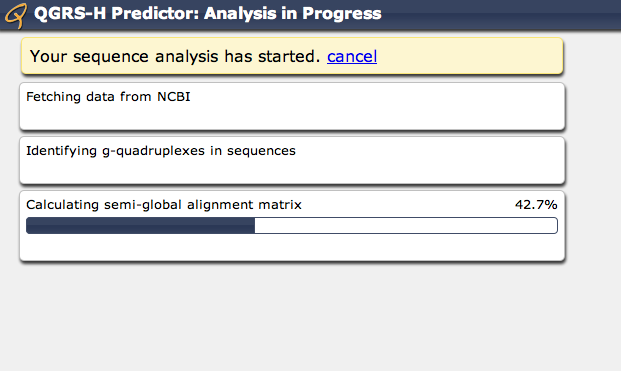 QGRS-H Predictor: Analysis in Progress
Your sequence analysis has started. cancel
Fetching data from NCBI
Identifying g-quadruplexes in sequences
Calculating semi-global alignment matrix 42.7%